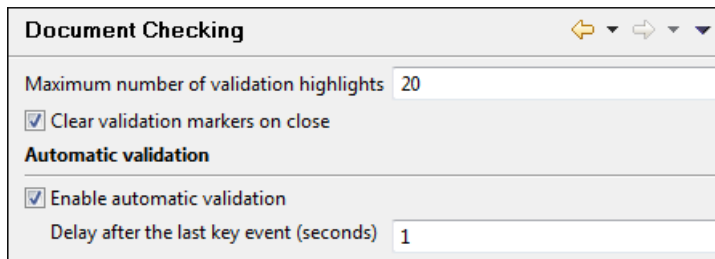 Document Checking
Maximum number of validation highlights 20
Clear validation markers on close
Automatic validation
Enable automatic validation
Delay after the last key event (seconds) 1